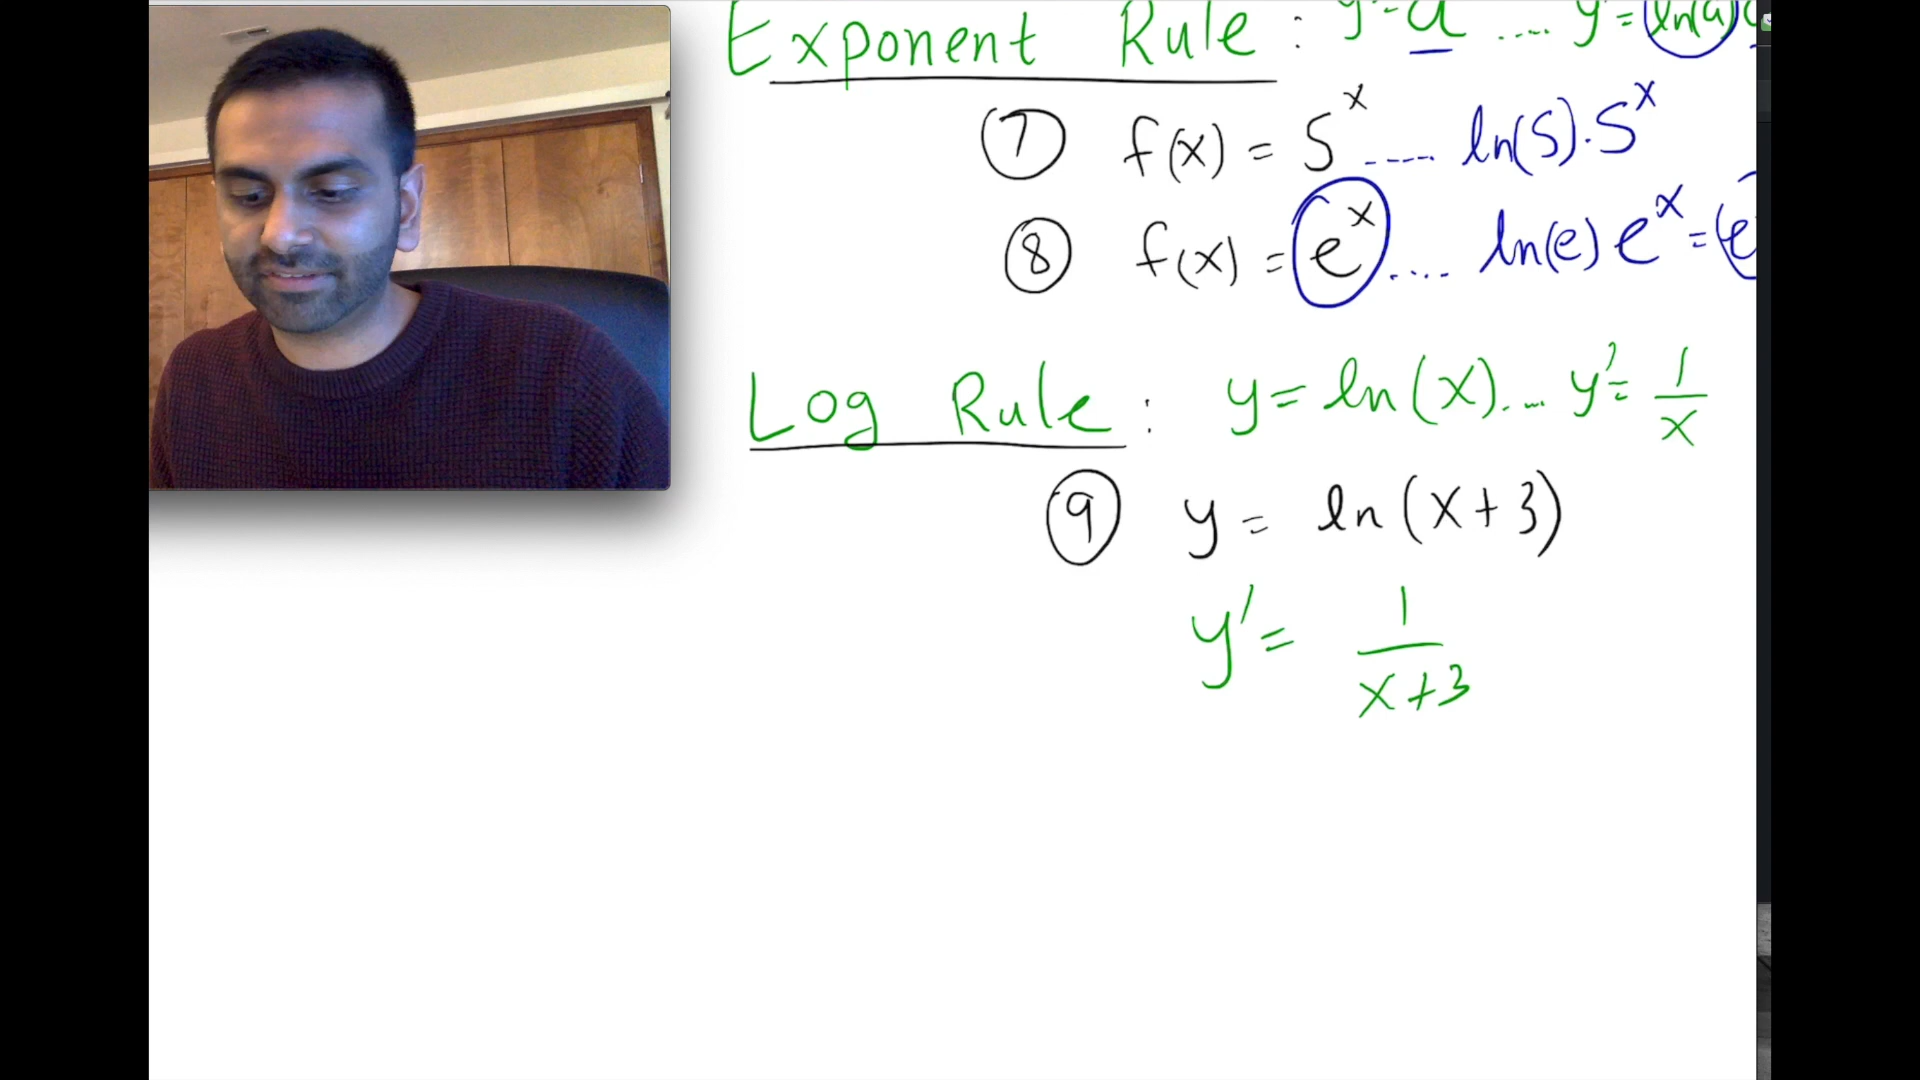 Exponent Rule: y = a .... y' = ln(a)
⑦ f(x) = 5^x ..... ln(5)·5^x
⑧ f(x) = e^x .... ln(e) e^x = e
Log Rule: y = ln(x) .... y' = 1/x
⑨ y = ln(x+3)
y' = 1/(x+3)